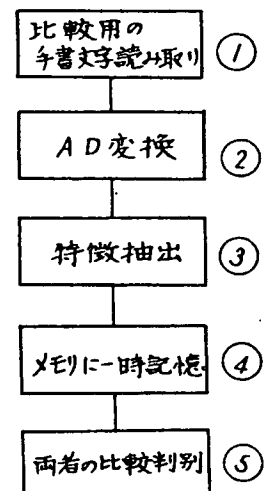 比較用の
手書文字読み取り
①
AD変換
②
特徴抽出
③
メモリに一時記憶
④
両者の比較判別
⑤